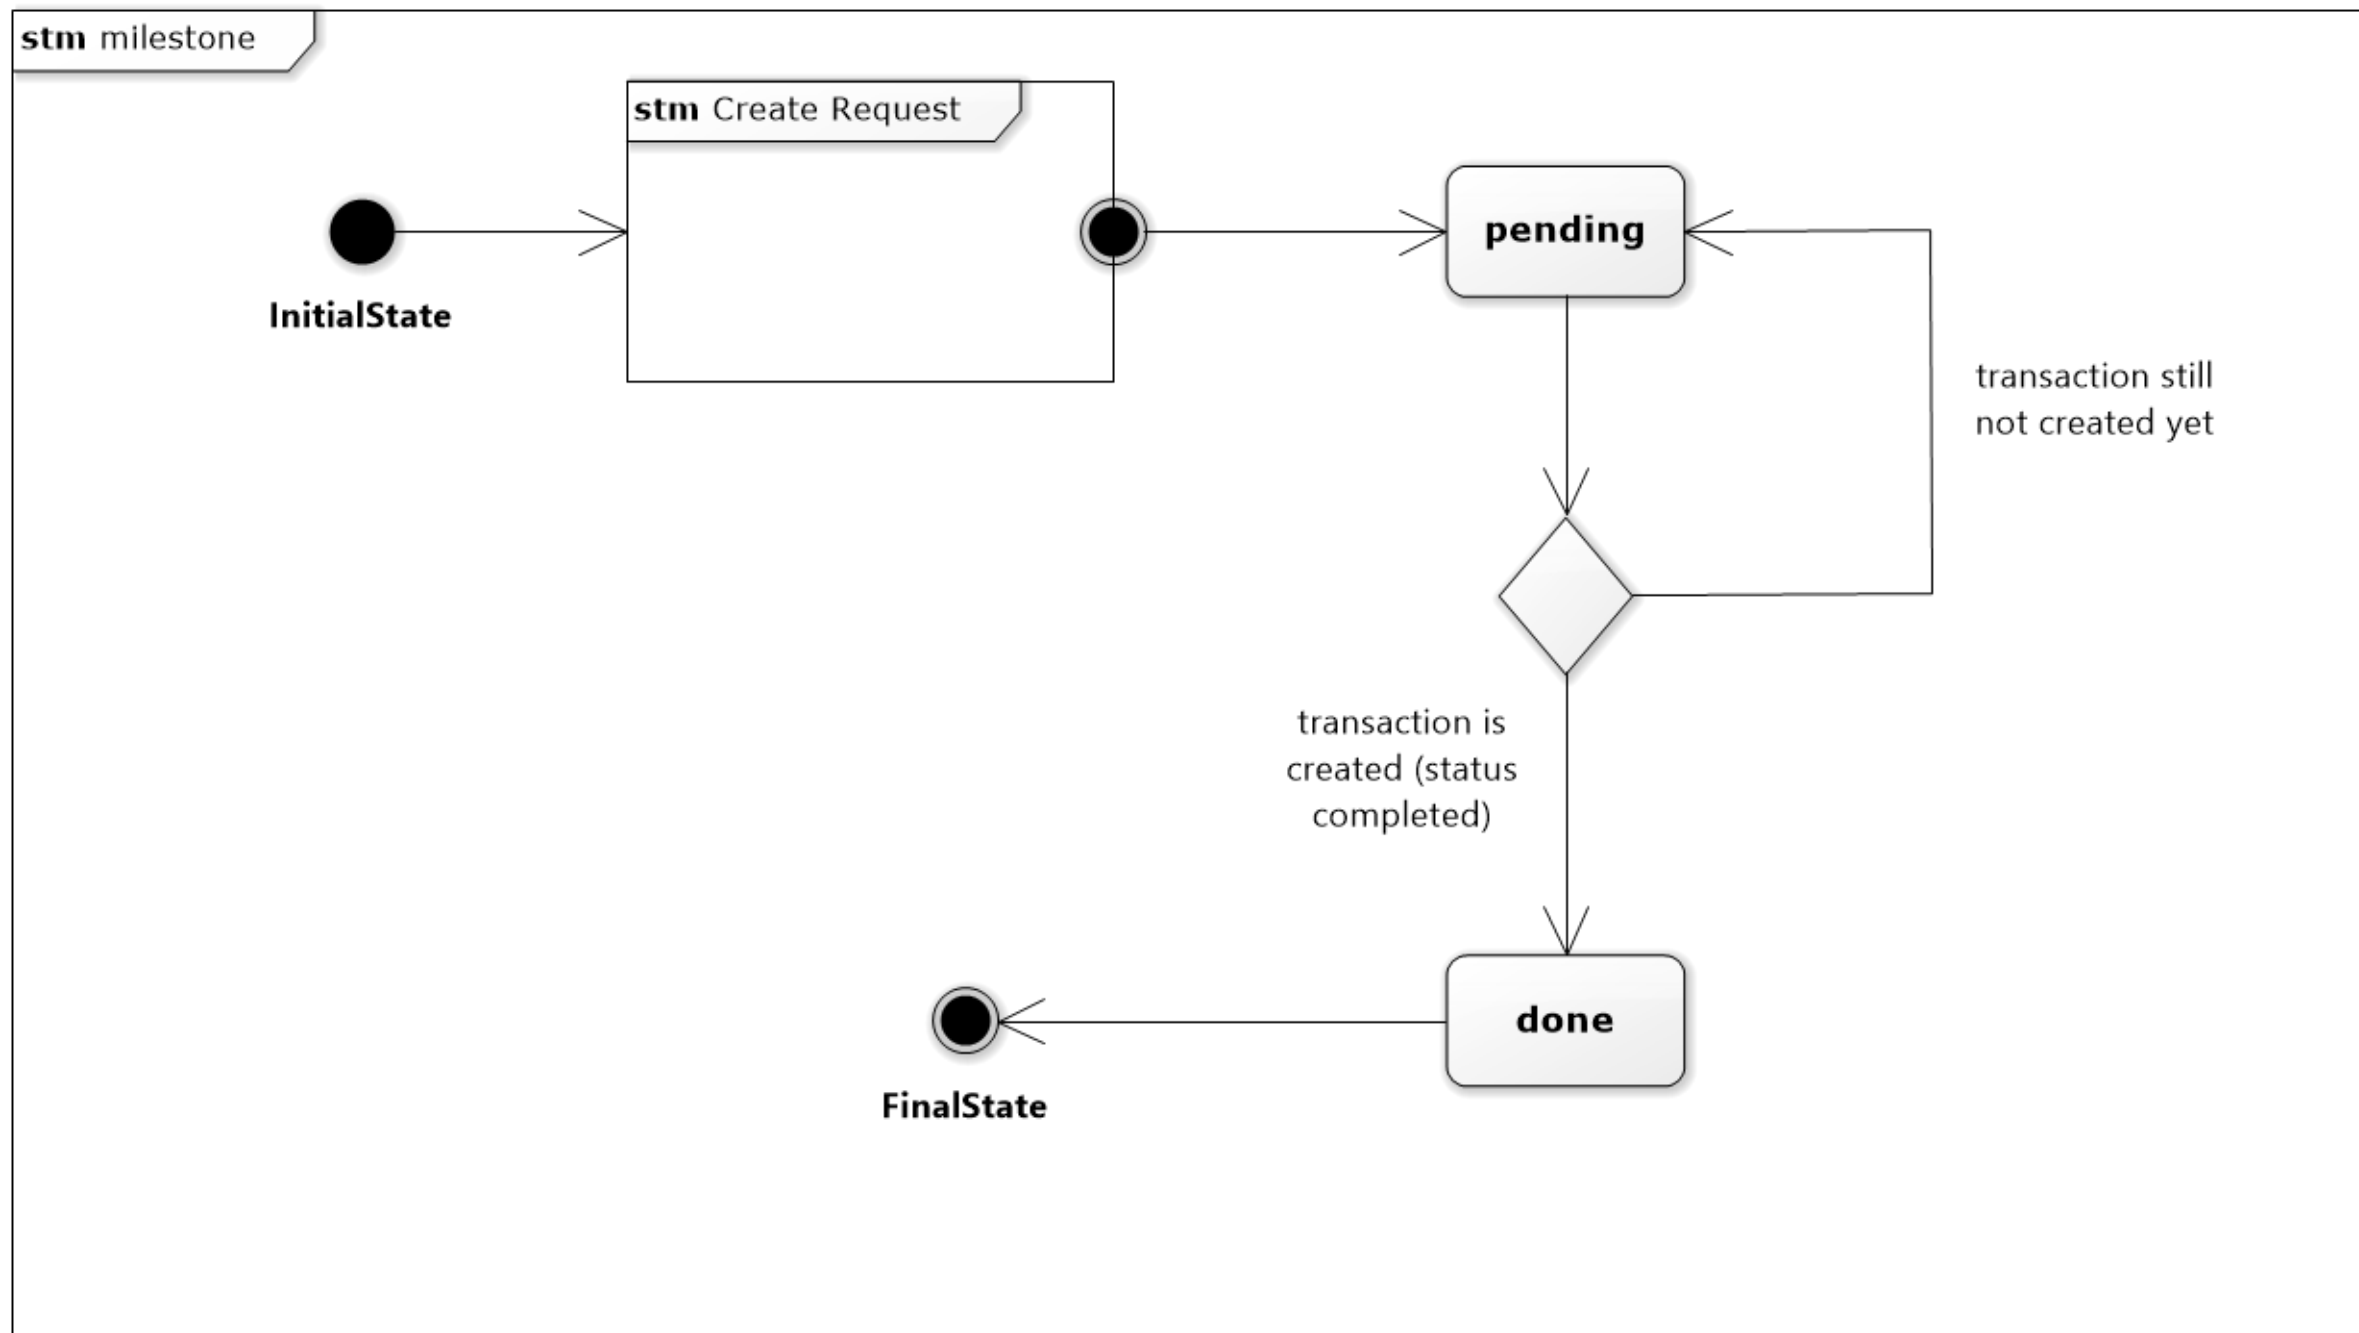 stm milestone
stm Create Request
InitialState
pending
transaction still
not created yet
transaction is
created (status
completed)
done
FinalState